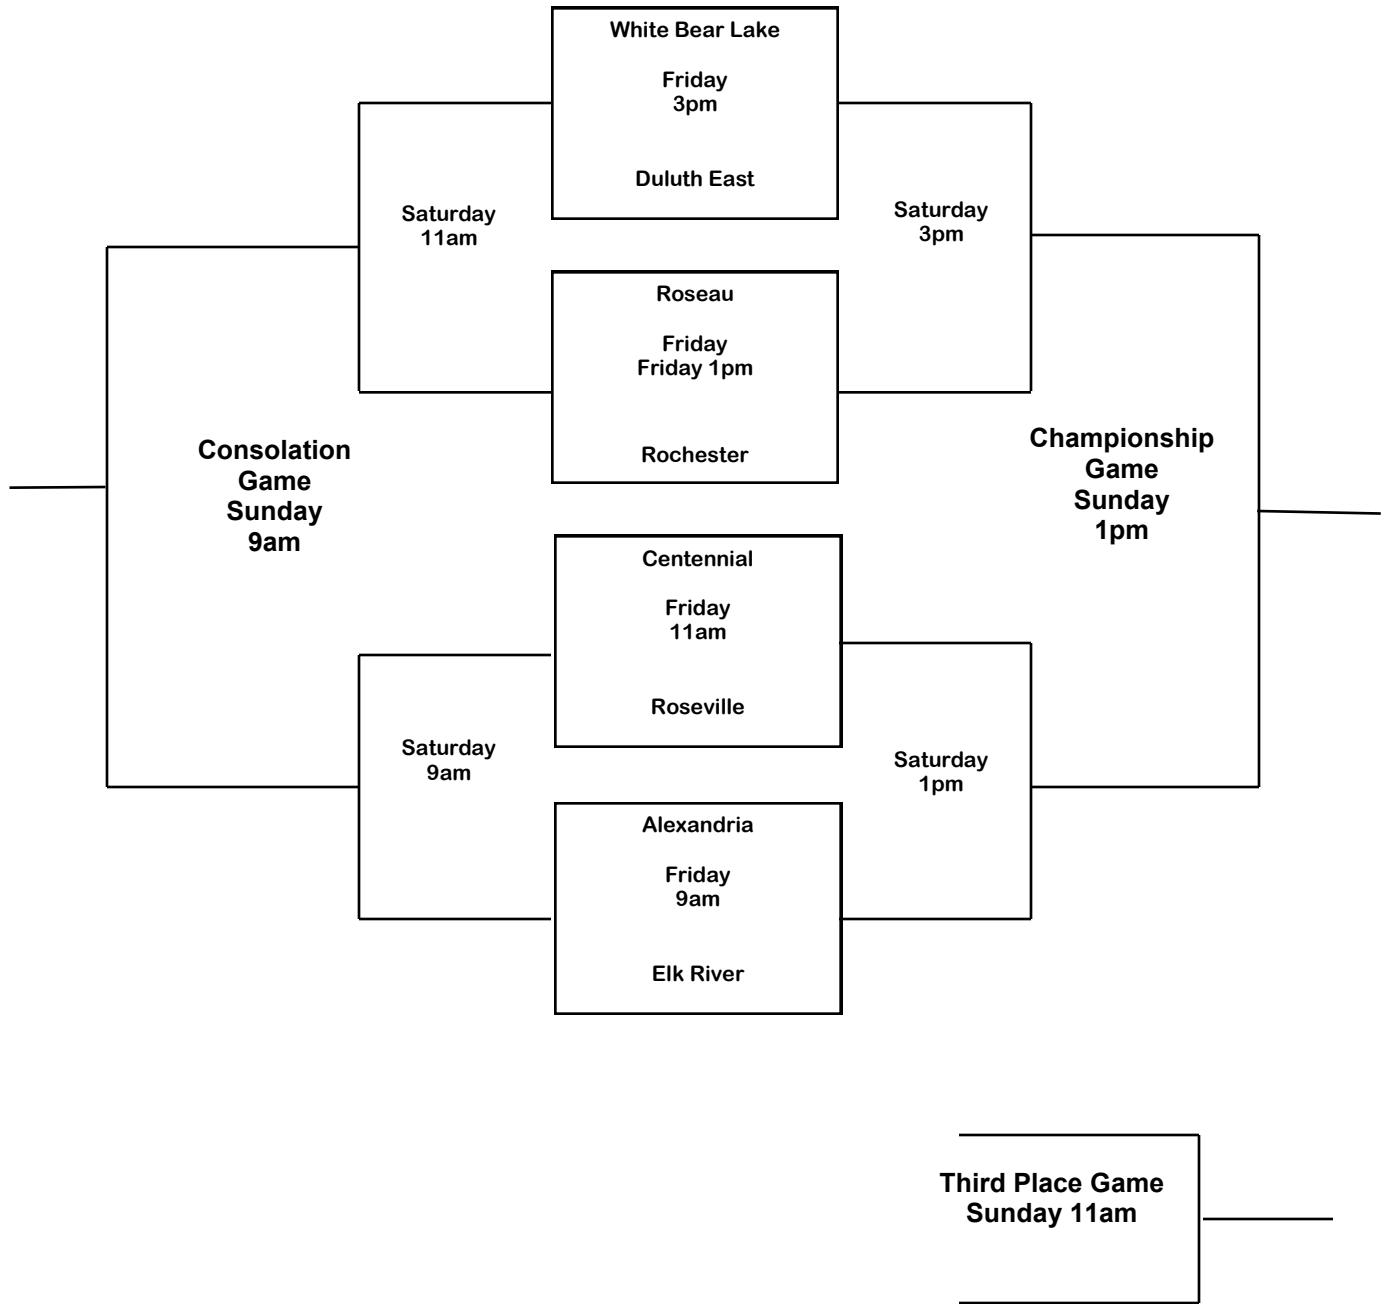 White Bear Lake
Friday
3pm
Duluth East
Saturday
11am
Saturday
3pm
Roseau
Friday
Friday 1pm
Rochester
Consolation
Game
Sunday
9am
Championship
Game
Sunday
1pm
Centennial
Friday
11am
Roseville
Saturday
9am
Saturday
1pm
Alexandria
Friday
9am
Elk River
Third Place Game
Sunday 11am